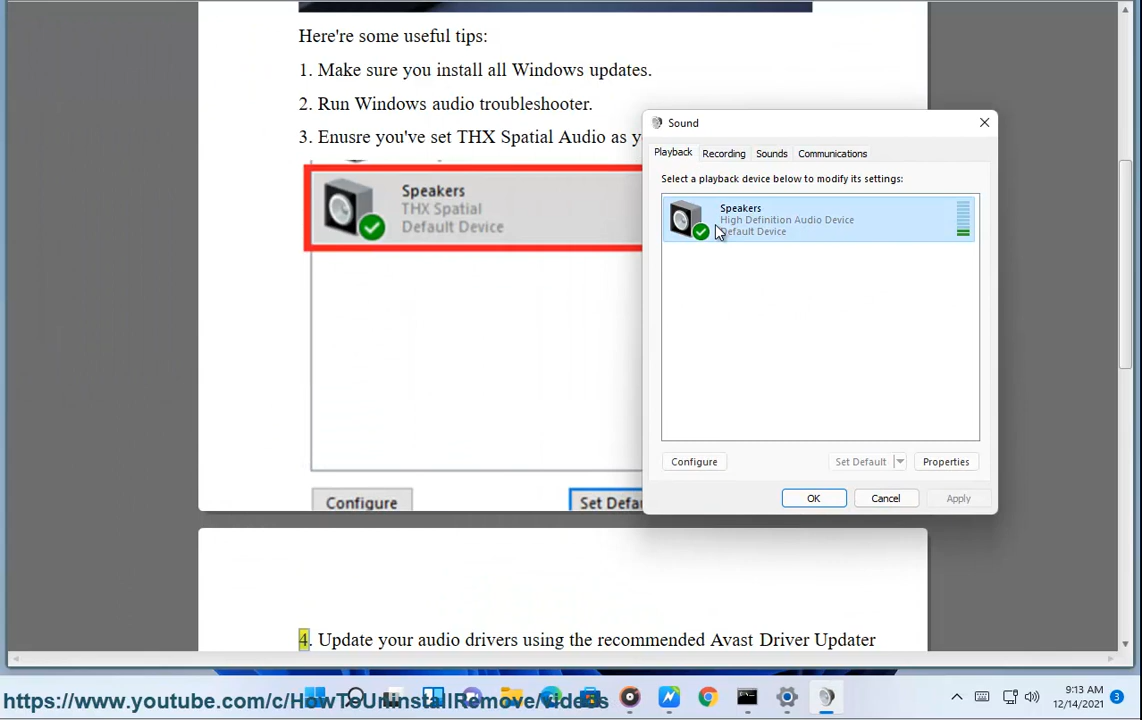 Here're some useful tips:
1. Make sure you install all Windows updates.
2. Run Windows audio troubleshooter.
3. Enusre you've set THX Spatial Audio as y
Speakers
THX Spatial
Default Device
Configure
Set Defau
Sound
Playback
Recording
Sounds
Communications
Select a playback device below to modify its settings:
Speakers
High Definition Audio Device
Default Device
Configure
Set Default
Properties
OK
Cancel
Apply
4. Update your audio drivers using the recommended Avast Driver Updater
https://www.youtube.com/c/HowToUninstallRemove/videos
9:13 AM
12/14/2021
3